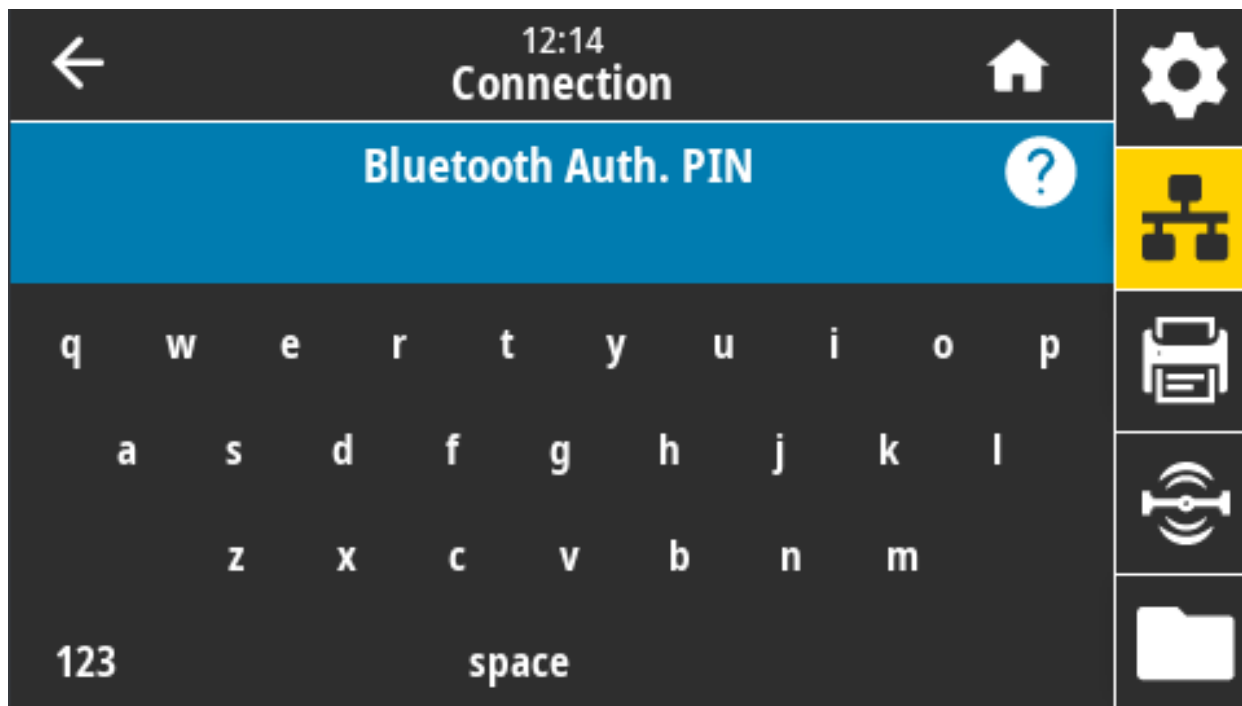 12:14
Connection
Bluetooth Auth. PIN
?
q w e r t y u i o p
a s d f g h j k l
z x c v b n m
123 space